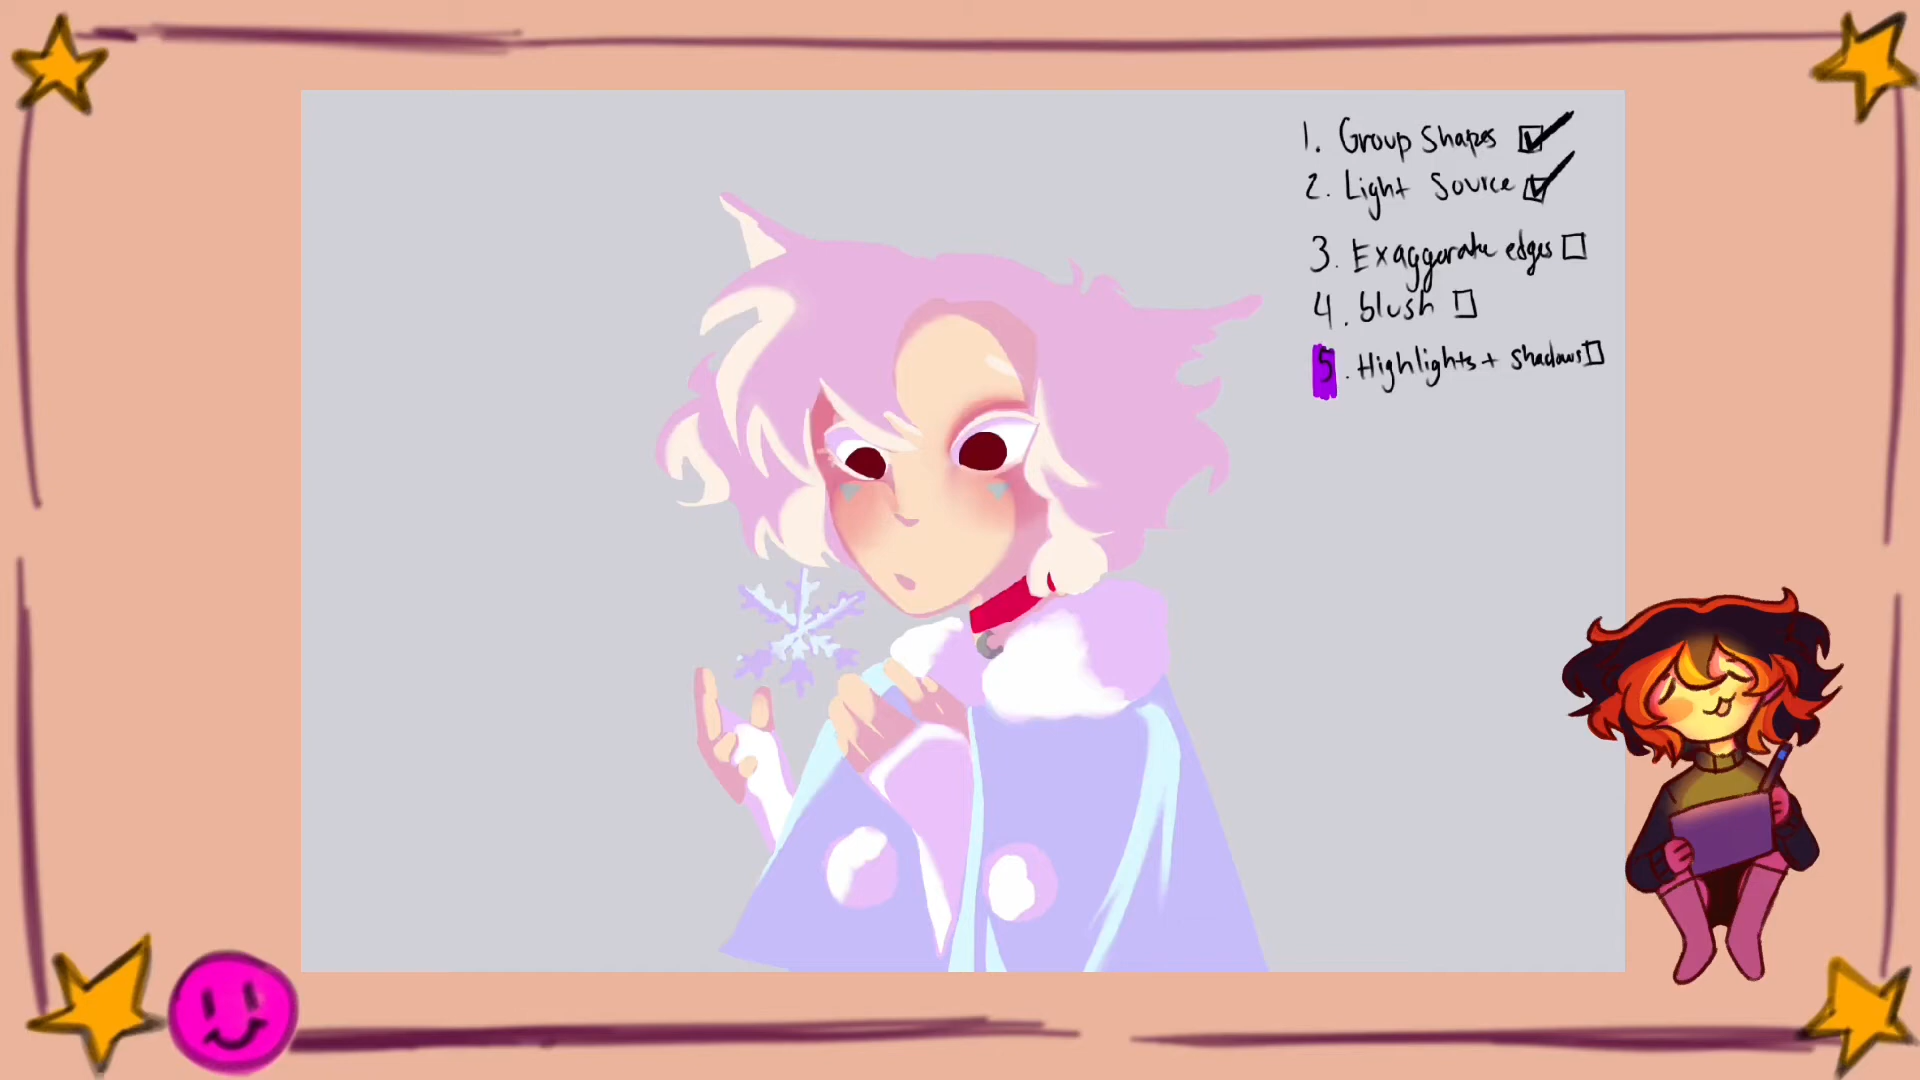 1. Group Shapes
2. Light Source
3. Exaggerate edges
4. blush
5. Highlights + shadows